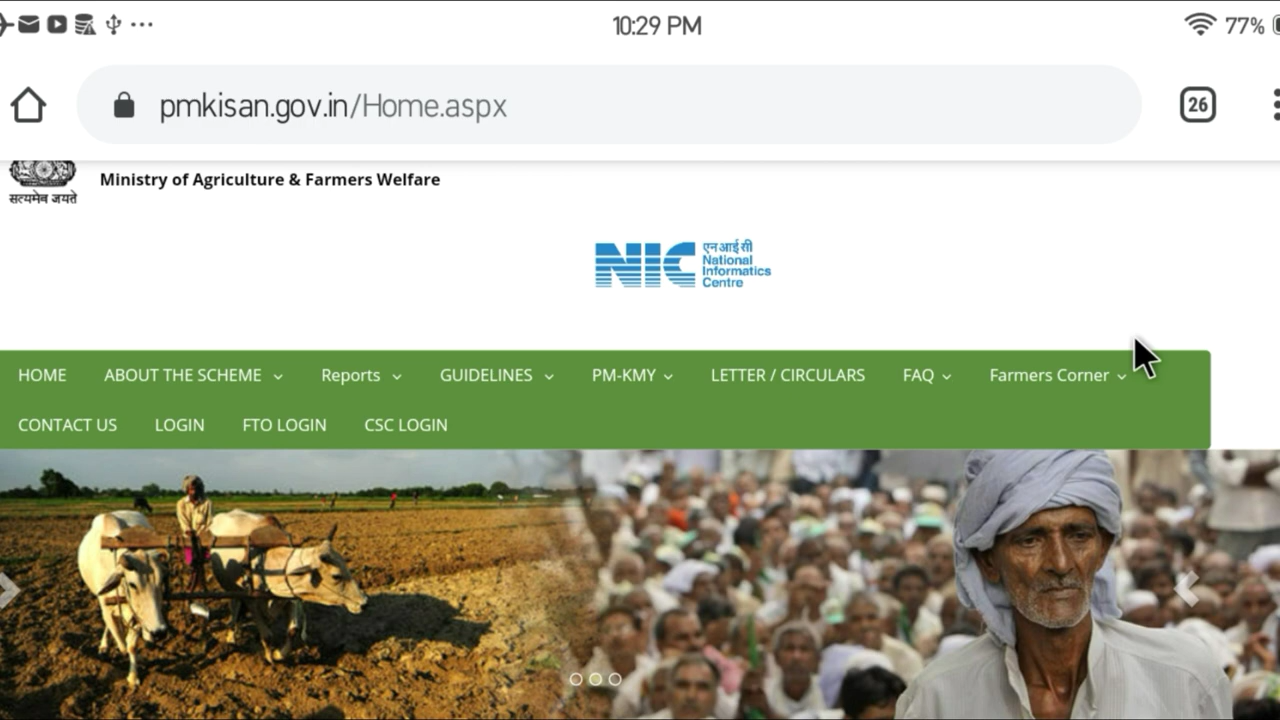 10:29 PM
77%
pmkisan.gov.in/Home.aspx
26
Ministry of Agriculture & Farmers Welfare
सत्यमेव जयते
NIC
एन आई सी
National
Informatics
Centre
HOME ABOUT THE SCHEME Reports GUIDELINES PM-KMY LETTER / CIRCULARS FAQ Farmers Corner
CONTACT US LOGIN FTO LOGIN CSC LOGIN